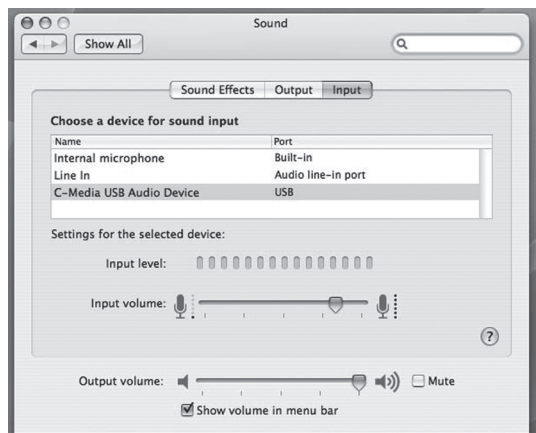 Sound
Show All
Sound Effects Output Input
Choose a device for sound input
Name Port
Internal microphone Built-in
Line In Audio line-in port
C-Media USB Audio Device USB
Settings for the selected device:
Input level:
Input volume:
?
Output volume: Mute
Show volume in menu bar